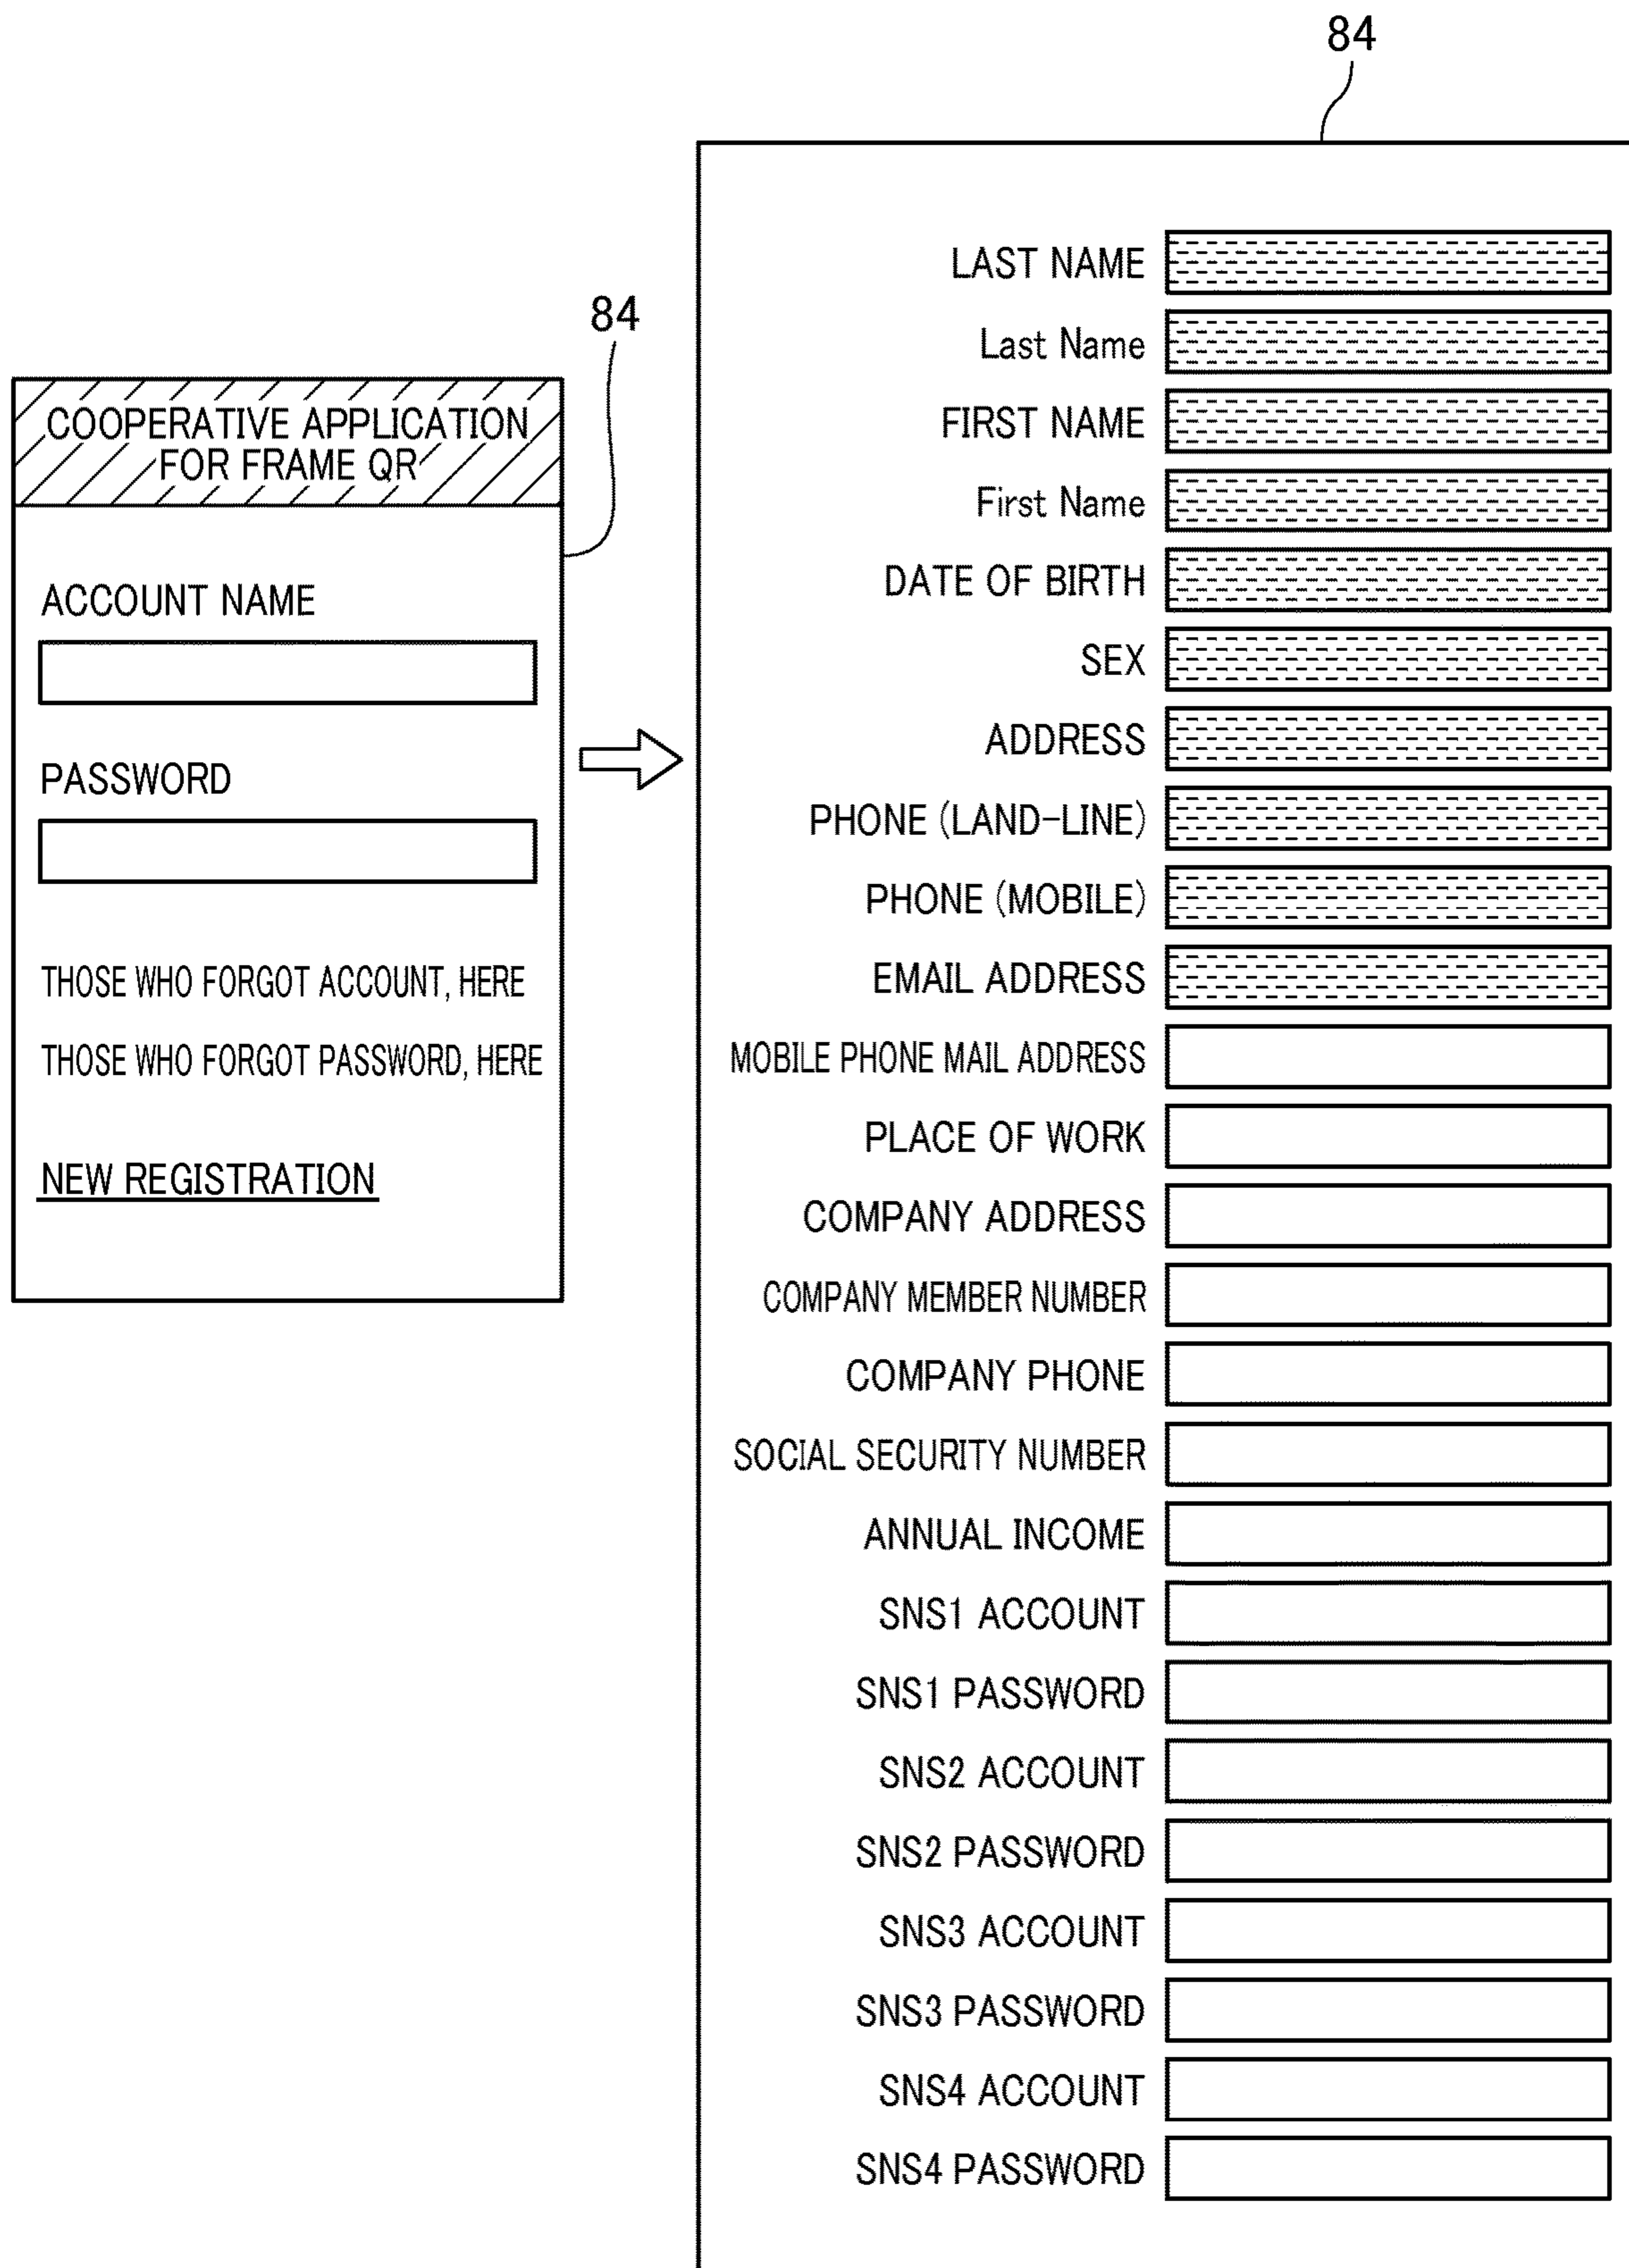 84
84
COOPERATIVE APPLICATION
FOR FRAME QR
ACCOUNT NAME
PASSWORD
THOSE WHO FORGOT ACCOUNT, HERE
THOSE WHO FORGOT PASSWORD, HERE
NEW REGISTRATION
LAST NAME
Last Name
FIRST NAME
First Name
DATE OF BIRTH
SEX
ADDRESS
PHONE (LAND-LINE)
PHONE (MOBILE)
EMAIL ADDRESS
MOBILE PHONE MAIL ADDRESS
PLACE OF WORK
COMPANY ADDRESS
COMPANY MEMBER NUMBER
COMPANY PHONE
SOCIAL SECURITY NUMBER
ANNUAL INCOME
SNS1 ACCOUNT
SNS1 PASSWORD
SNS2 ACCOUNT
SNS2 PASSWORD
SNS3 ACCOUNT
SNS3 PASSWORD
SNS4 ACCOUNT
SNS4 PASSWORD